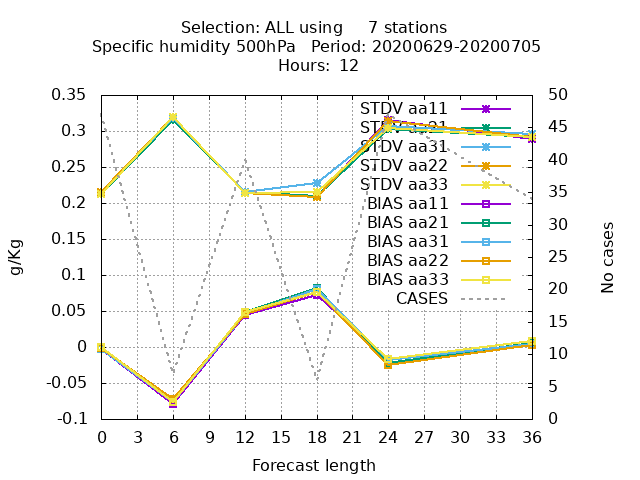 Selection: ALL using 7 stations
Specific humidity 500hPa Period: 20200629-20200705
Hours: 12
0.35
0.3
0.25
0.2
0.15
0.1
0.05
0
-0.05
-0.1
g/Kg
STDV aa11
STDV aa21
STDV aa31
STDV aa22
STDV aa33
BIAS aa11
BIAS aa21
BIAS aa31
BIAS aa22
BIAS aa33
CASES
50
45
40
35
30
25
20
15
10
5
0
No cases
0 3 6 9 12 15 18 21 24 27 30 33 36
Forecast length